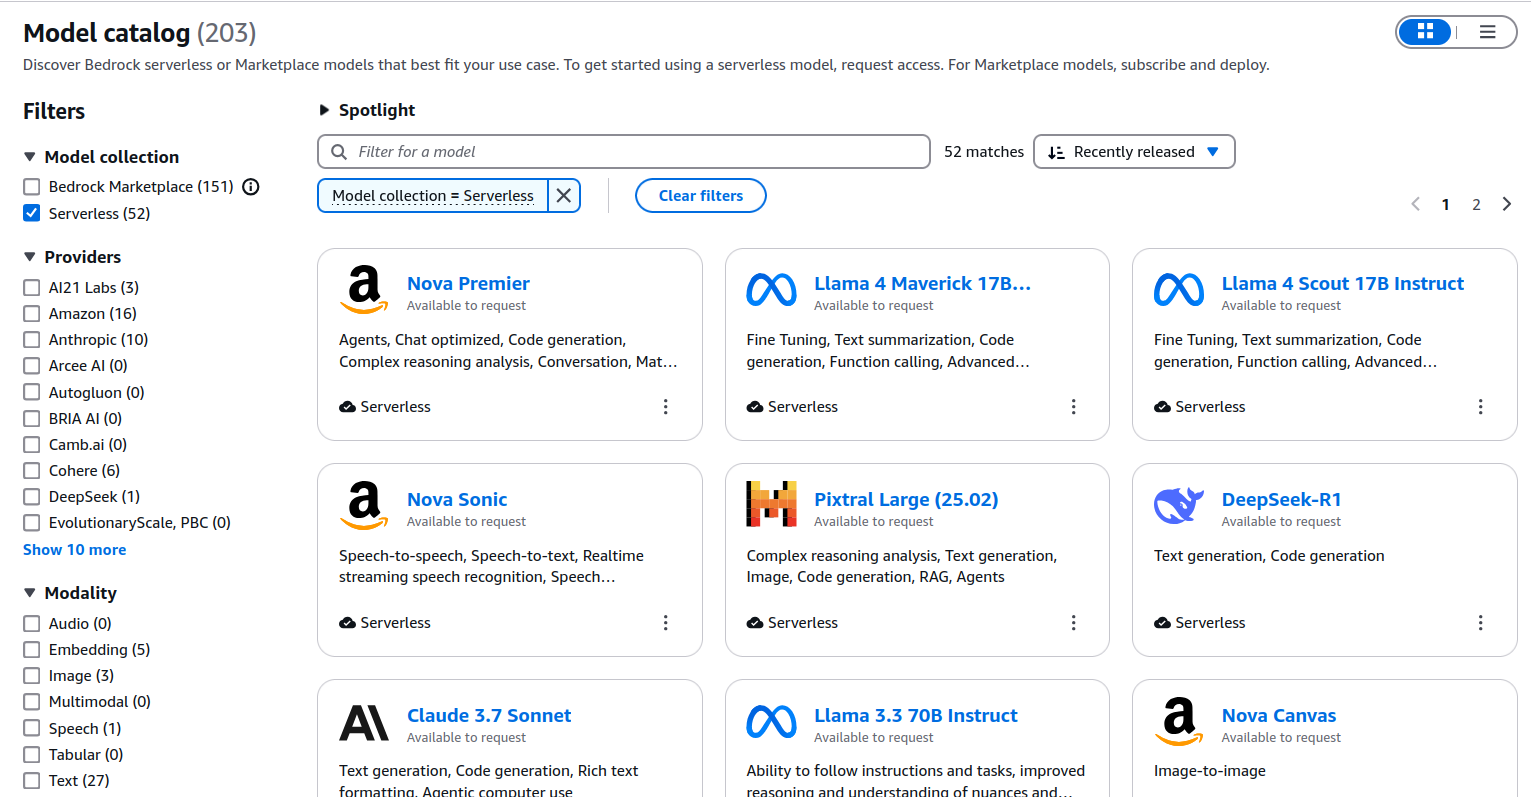 Model catalog (203)
Discover Bedrock serverless or Marketplace models that best fit your use case. To get started using a serverless model, request access. For Marketplace models, subscribe and deploy.
Filters
Model collection
Bedrock Marketplace (151)
Serverless (52)
Providers
AI21 Labs (3)
Amazon (16)
Anthropic (10)
Arcee AI (0)
Autogluon (0)
BRIA AI (0)
Camb.ai (0)
Cohere (6)
DeepSeek (1)
EvolutionaryScale, PBC (0)
Show 10 more
Modality
Audio (0)
Embedding (5)
Image (3)
Multimodal (0)
Speech (1)
Tabular (0)
Text (27)
Spotlight
Filter for a model
52 matches
Recently released
Model collection = Serverless
Clear filters
1 2
Nova Premier
Available to request
Agents, Chat optimized, Code generation,
Complex reasoning analysis, Conversation, Mat…
Serverless
Llama 4 Maverick 17B…
Available to request
Fine Tuning, Text summarization, Code
generation, Function calling, Advanced…
Serverless
Llama 4 Scout 17B Instruct
Available to request
Fine Tuning, Text summarization, Code
generation, Function calling, Advanced…
Serverless
Nova Sonic
Available to request
Speech-to-speech, Speech-to-text, Realtime
streaming speech recognition, Speech…
Serverless
Pixtral Large (25.02)
Available to request
Complex reasoning analysis, Text generation,
Image, Code generation, RAG, Agents
Serverless
DeepSeek-R1
Available to request
Text generation, Code generation
Serverless
Claude 3.7 Sonnet
Available to request
Text generation, Code generation, Rich text
formatting, Agentic computer use
Llama 3.3 70B Instruct
Available to request
Ability to follow instructions and tasks, improved
reasoning and understanding of nuances and…
Nova Canvas
Available to request
Image-to-image